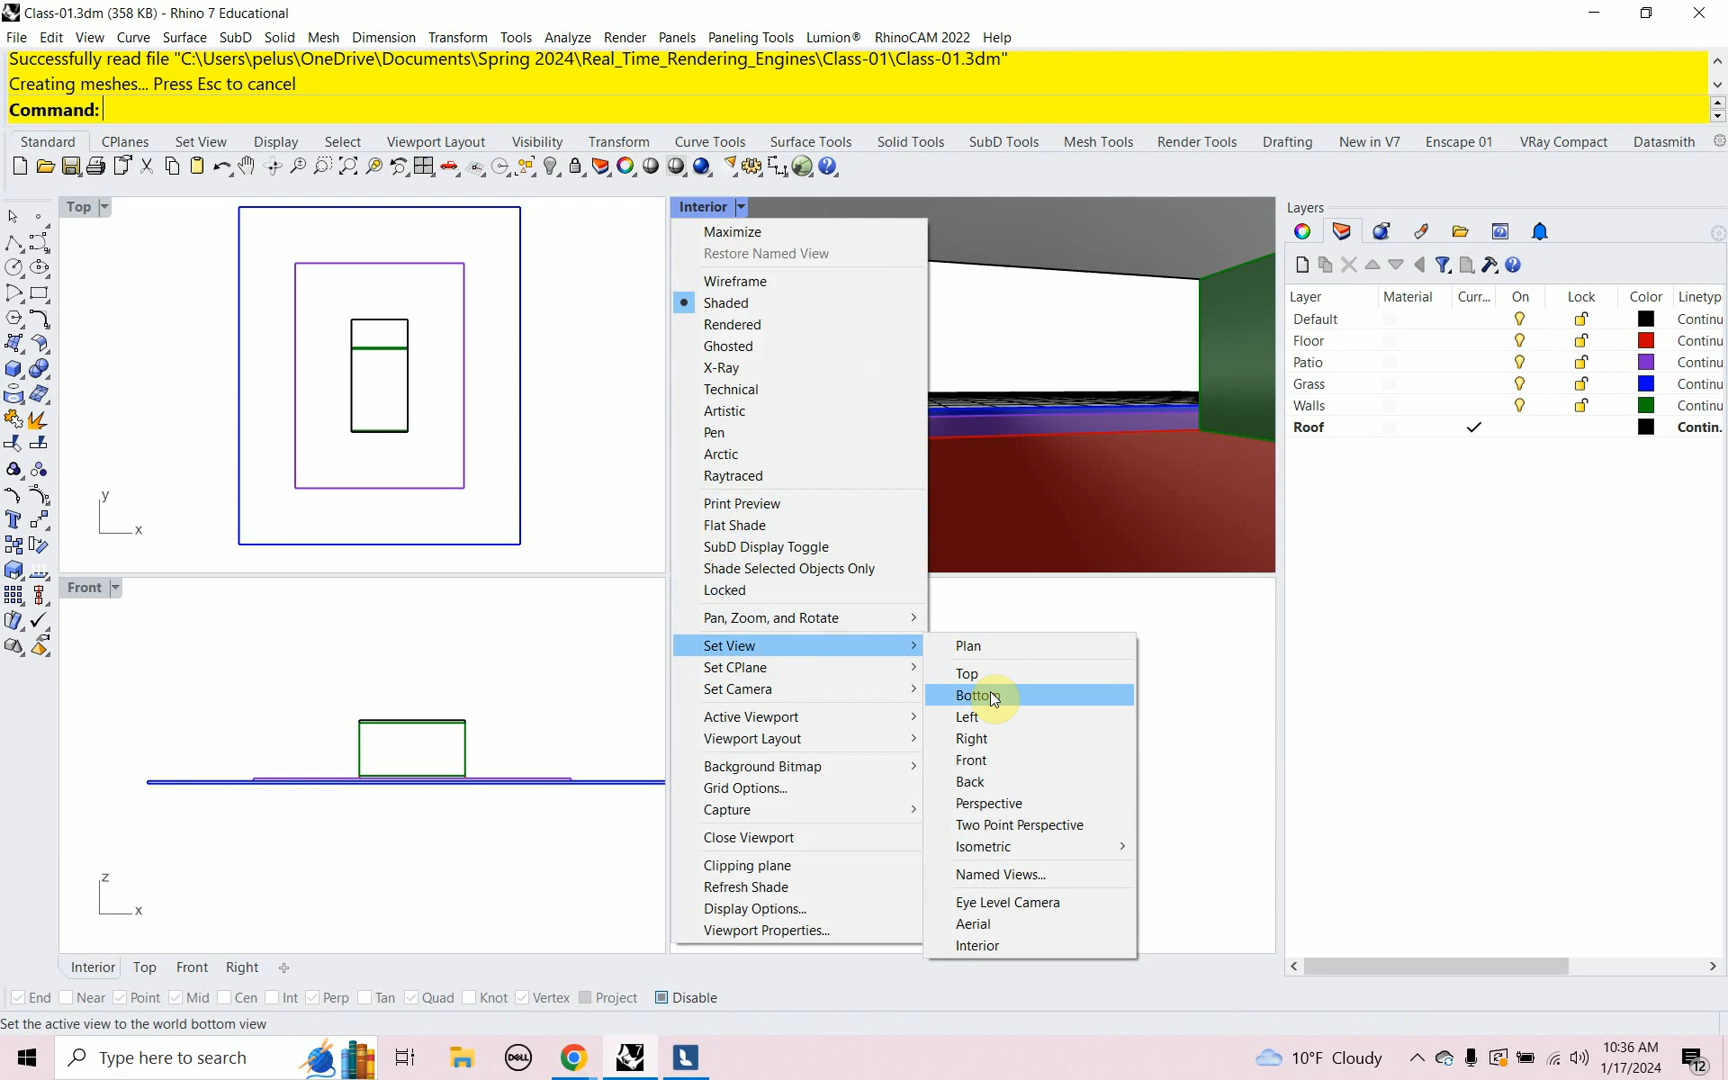 Class-01.3dm (358 KB) - Rhino 7 Educational
File Edit View Curve Surface SubD Solid Mesh Dimension Transform Tools Analyze Render Panels Paneling Tools Lumion® RhinoCAM 2022 Help
Successfully read file "C:\Users\pelus\OneDrive\Documents\Spring 2024\Real_Time_Rendering_Engines\Class-01\Class-01.3dm"
Creating meshes... Press Esc to cancel
Command:
Standard CPlanes Set View Display Select Viewport Layout Visibility Transform Curve Tools Surface Tools Solid Tools SubD Tools Mesh Tools Render Tools Drafting New in V7 Enscape 01 VRay Compact Datasmith
Top
y
x
Front
z
x
Interior
Maximize
Restore Named View
Wireframe
Shaded
Rendered
Ghosted
X-Ray
Technical
Artistic
Pen
Arctic
Raytraced
Print Preview
Flat Shade
SubD Display Toggle
Shade Selected Objects Only
Locked
Pan, Zoom, and Rotate
Set View
Set CPlane
Set Camera
Active Viewport
Viewport Layout
Background Bitmap
Grid Options...
Capture
Close Viewport
Clipping plane
Refresh Shade
Display Options...
Viewport Properties...
Plan
Top
Bottom
Left
Right
Front
Back
Perspective
Two Point Perspective
Isometric
Named Views...
Eye Level Camera
Aerial
Interior
Layers
Layer Material Curr... On Lock Color Linetyp
Default Continu
Floor Continu
Patio Continu
Grass Continu
Walls Continu
Roof Contin.
Interior Top Front Right
End Near Point Mid Cen Int Perp Tan Quad Knot Vertex Project Disable
Set the active view to the world bottom view
Type here to search
DELL
10°F Cloudy
10:36 AM
1/17/2024
12